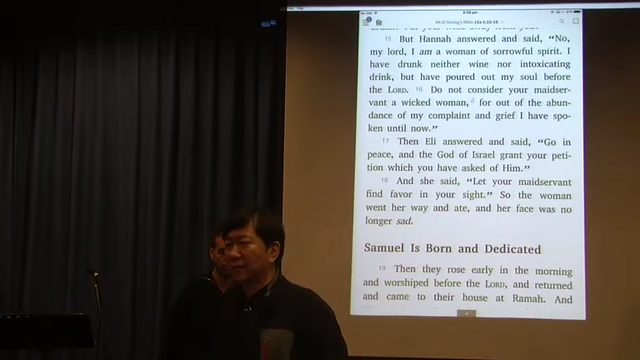 15 But Hannah answered and said, “No,
my lord, I am a woman of sorrowful spirit. I
have drunk neither wine nor intoxicating
drink, but have poured out my soul before
the LORD. 16 Do not consider your maidser-
vant a wicked woman,d for out of the abun-
dance of my complaint and grief I have spo-
ken until now.”
17 Then Eli answered and said, “Go in
peace, and the God of Israel grant your peti-
tion which you have asked of Him.”
18 And she said, “Let your maidservant
find favor in your sight.” So the woman
went her way and ate, and her face was no
longer sad.
Samuel Is Born and Dedicated
19 Then they rose early in the morning
and worshiped before the LORD, and returned
and came to their house at Ramah. And